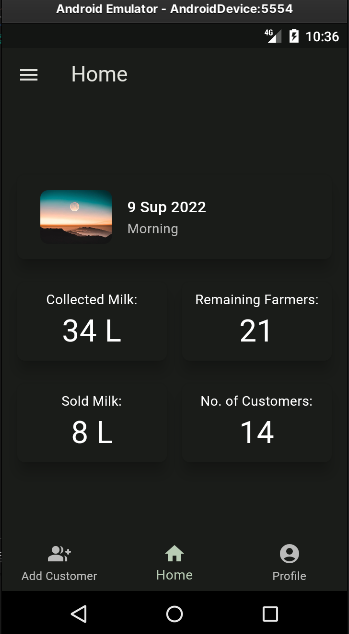 Android Emulator - AndroidDevice:5554
4G 10:36
Home
9 Sup 2022
Morning
Collected Milk:
34 L
Remaining Farmers:
21
Sold Milk:
8 L
No. of Customers:
14
Add Customer
Home
Profile